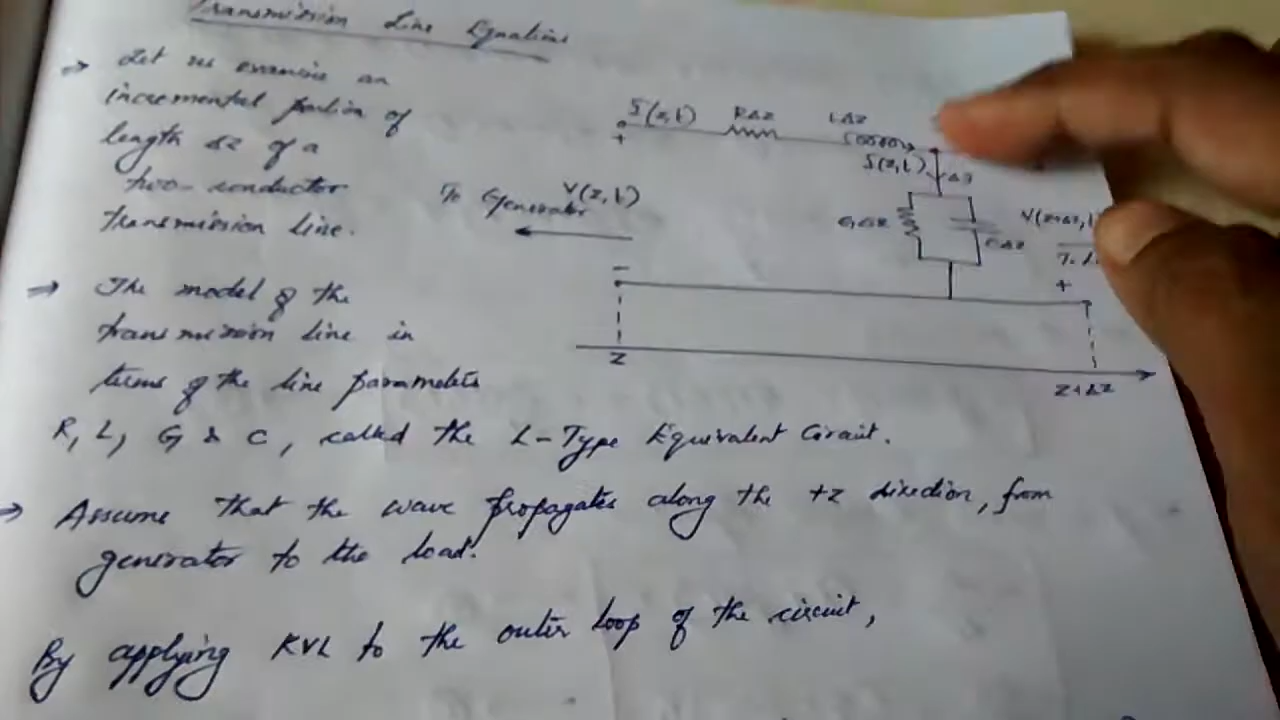 Transmission Line Equations
⇒ Let us examine an
incremental portion of
length Δz of a
two-conductor
transmission line.
⇒ The model of the
transmission line in
terms of the line parameters
R, L, G & C, called the L-Type Equivalent Circuit.
⇒ Assume that the wave propagates along the +z direction, from
generator to the load.
By applying KVL to the outer loop of the circuit,
I(z,t) RΔz LΔz
+
I(z,t) ΔI
To Generator V(z,t)
GΔz CΔz V(z+Δz,t)
+
-
z z+Δz